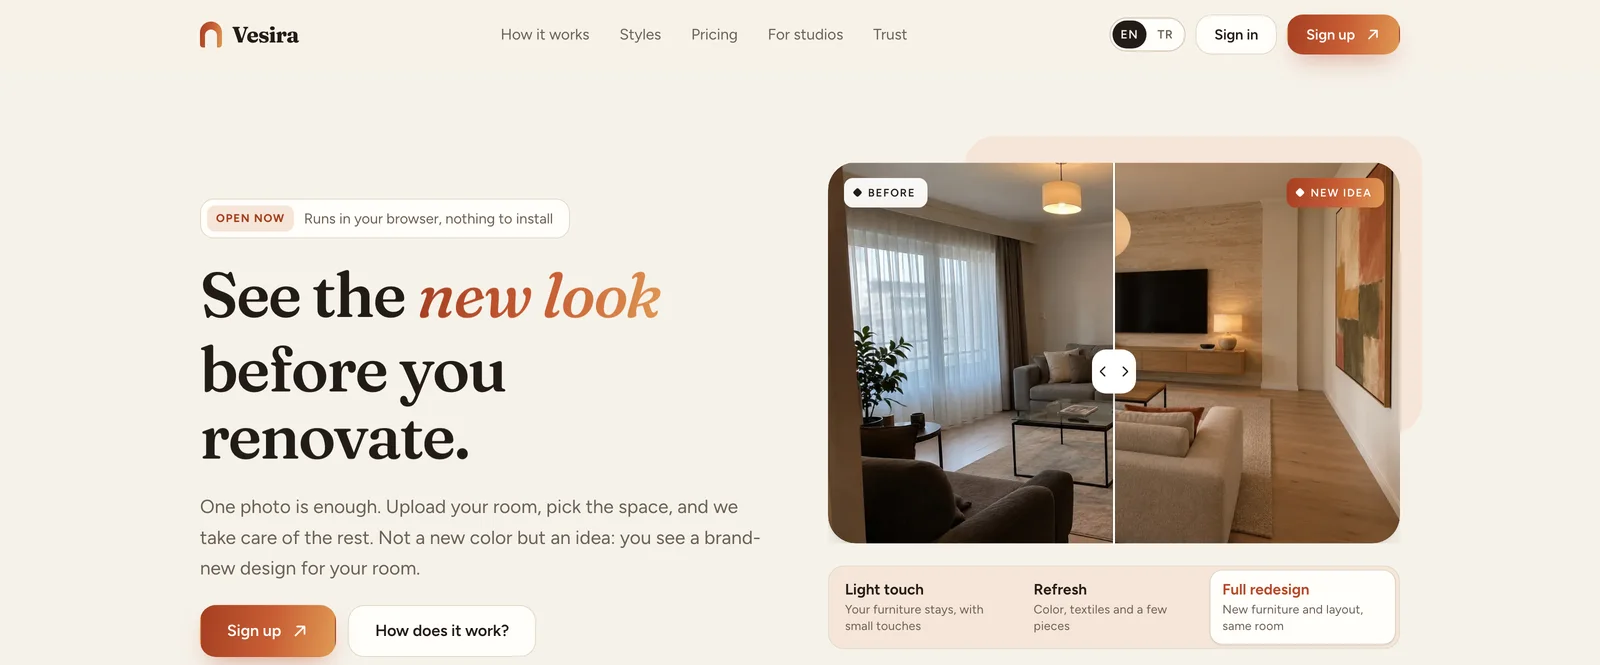 Vesira
How it works
Styles
Pricing
For studios
Trust
EN
TR
Sign in
Sign up
OPEN NOW
Runs in your browser, nothing to install
See the new look
before you
renovate.
One photo is enough. Upload your room, pick the space, and we
take care of the rest. Not a new color but an idea: you see a brand-
new design for your room.
Sign up
How does it work?
BEFORE
NEW IDEA
Light touch
Your furniture stays, with
small touches
Refresh
Color, textiles and a few
pieces
Full redesign
New furniture and layout,
same room